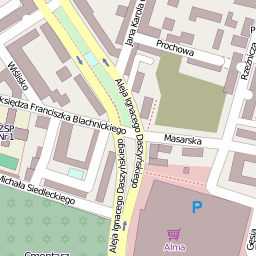 Jana Karola
Prochowa
Rzeźnicza
Wiślisko
Aleja Ignacego Daszyńskiego
księdza Franciszka Blachnickiego
Masarska
ZSP
Nr 1
Michała Siedleckiego
Aleja Ignacego Daszyńskiego
P
Alma
Cmentarz
Gęsia